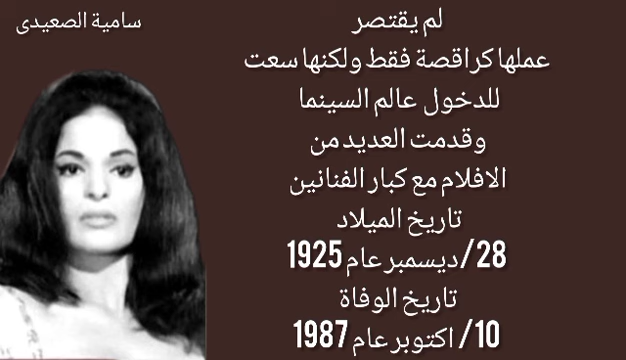 سامية الصعيدى
لم يقتصر
عملها كراقصة فقط ولكنها سعت
للدخول عالم السينما
وقدمت العديد من
الافلام مع كبار الفنانين
تاريخ الميلاد
28/ديسمبر عام 1925
تاريخ الوفاة
10/ اكتوبر عام 1987